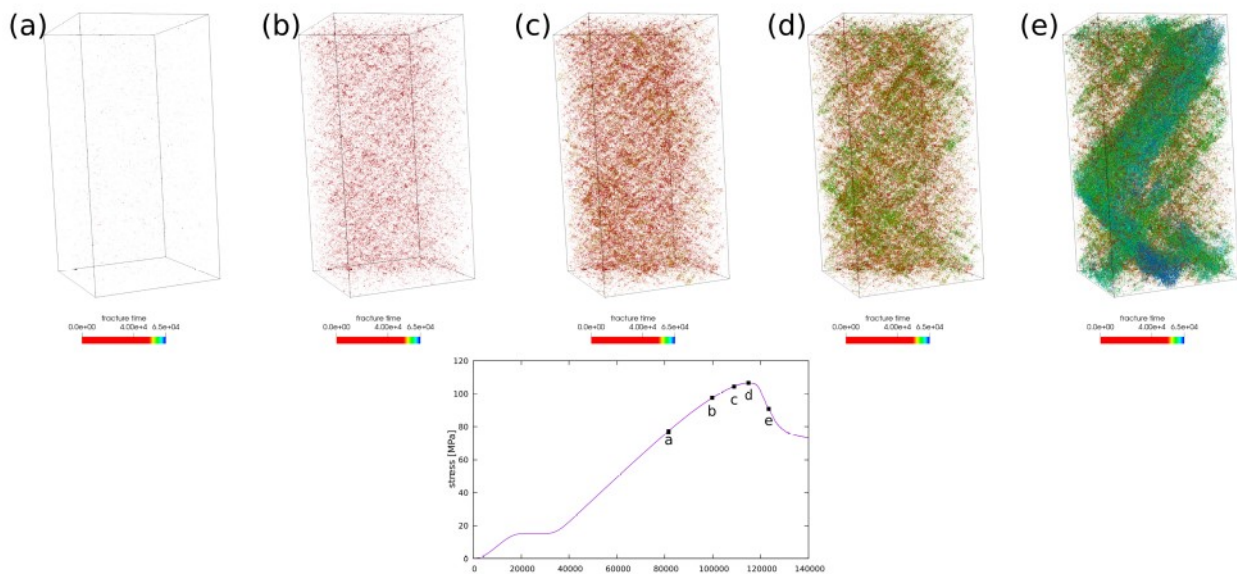 (a) (b) (c) (d) (e)
fracture time fracture time fracture time fracture time fracture time
0.0e+00 4.00e+4 6.5e+04 0.0e+00 4.00e+4 6.5e+04 0.0e+00 4.00e+4 6.5e+04 0.0e+00 4.00e+4 6.5e+04 0.0e+00 4.00e+4 6.5e+04
120
100
80
60
40
20
0
stress [MPa]
a b c d e
0 20000 40000 60000 80000 100000 120000 140000